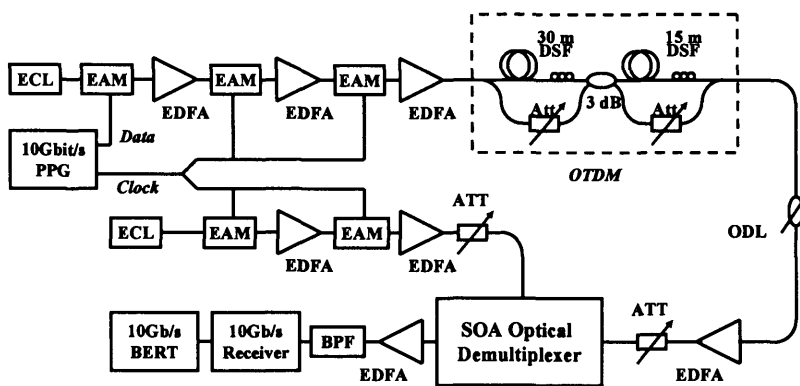 30 m
DSF
15 m
DSF
ECL
EAM
EAM
EAM
EDFA
EDFA
EDFA
Att
3 dB
Att
Data
10Gbit/s
PPG
Clock
OTDM
ATT
ECL
EAM
EAM
EDFA
EDFA
ODL
10Gb/s
BERT
10Gb/s
Receiver
BPF
EDFA
SOA Optical
Demultiplexer
ATT
EDFA